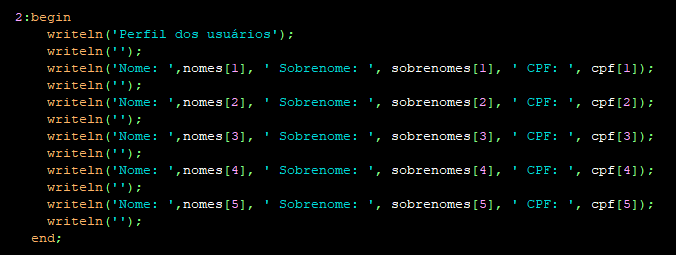 2:begin
writeln('Perfil dos usuários');
writeln('');
writeln('Nome: ',nomes[1], ' Sobrenome: ', sobrenomes[1], ' CPF: ', cpf[1]);
writeln('');
writeln('Nome: ',nomes[2], ' Sobrenome: ', sobrenomes[2], ' CPF: ', cpf[2]);
writeln('');
writeln('Nome: ',nomes[3], ' Sobrenome: ', sobrenomes[3], ' CPF: ', cpf[3]);
writeln('');
writeln('Nome: ',nomes[4], ' Sobrenome: ', sobrenomes[4], ' CPF: ', cpf[4]);
writeln('');
writeln('Nome: ',nomes[5], ' Sobrenome: ', sobrenomes[5], ' CPF: ', cpf[5]);
writeln('');
end;